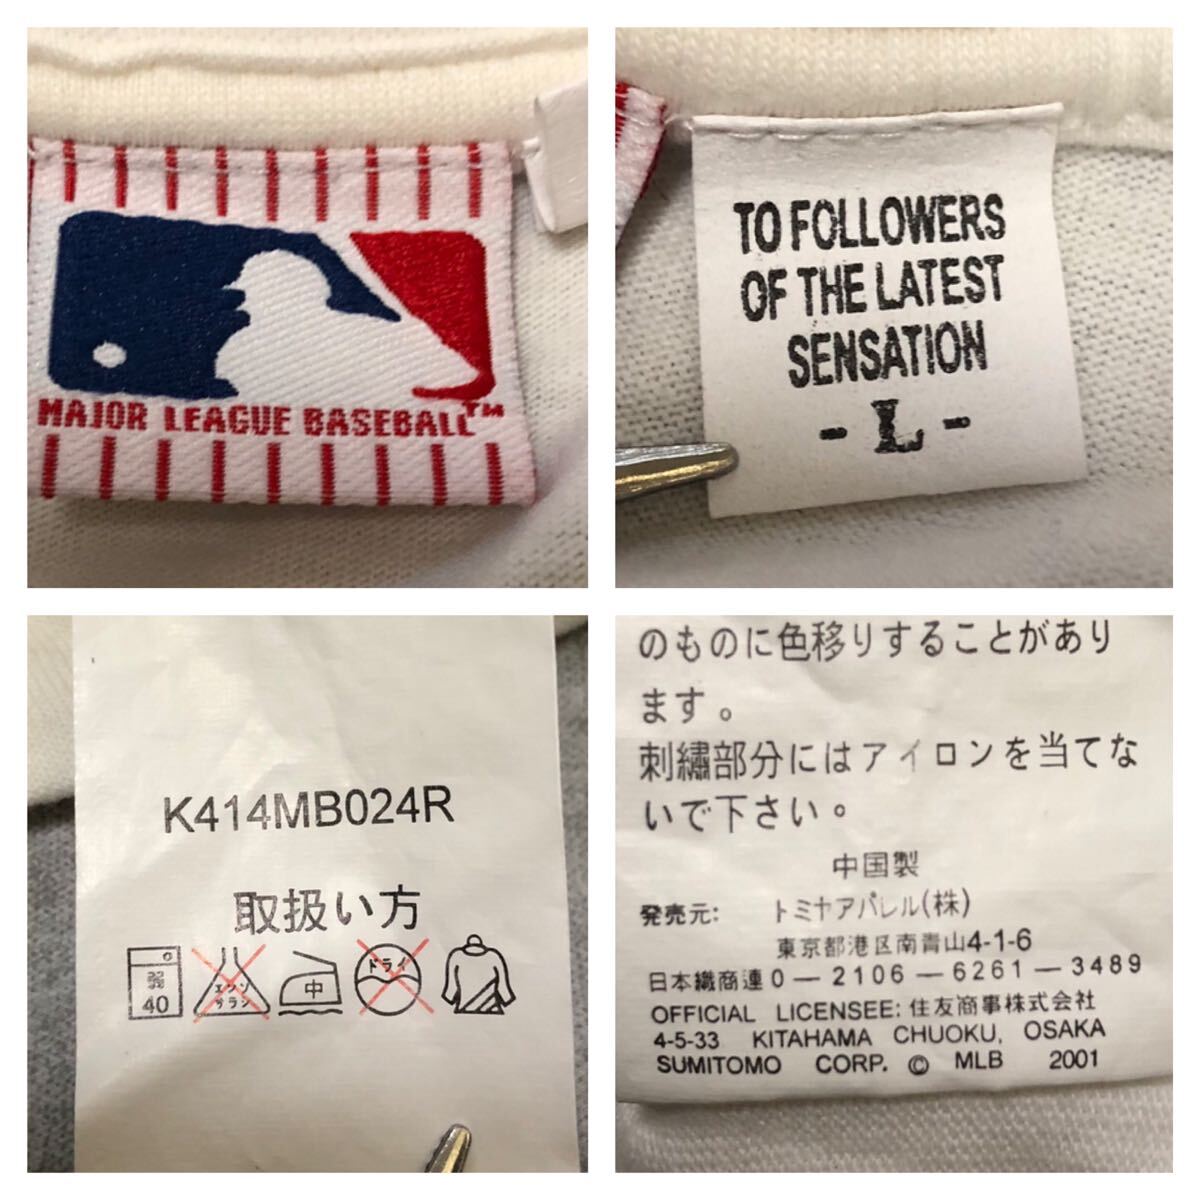 MAJOR LEAGUE BASEBALL™
TO FOLLOWERS
OF THE LATEST
SENSATION
- L -
K414MB024R
取扱い方
弱
40
エンソ
サラシ
中
ドライ
のものに色移りすることがあり
ます。
刺繡部分にはアイロンを当てな
いで下さい。
中国製
発売元: トミヤアパレル(株)
東京都港区南青山4-1-6
日本繊商連0-2106-6261-3489
OFFICIAL LICENSEE: 住友商事株式会社
4-5-33 KITAHAMA CHUOKU, OSAKA
SUMITOMO CORP. © MLB 2001